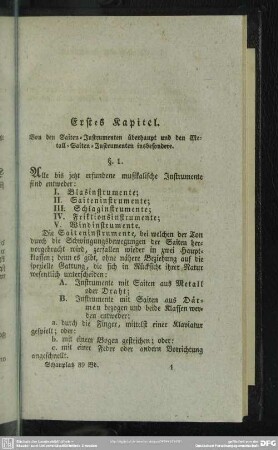 Erstes Kapitel.
Von den Saiten-Instrumenten überhaupt und den Me-
tall-Saiten-Instrumenten insbesondere.
§. 1.
Alle bis jetzt erfundene musikalische Instrumente
sind entweder:
I. Blasinstrumente;
II. Saiteninstrumente;
III. Schlaginstrumente;
IV. Friktionsinstrumente;
V. Windinstrumente.
Die Saiteninstrumente, bei welchen der Ton
durch die Schwingungsbewegungen der Saiten her-
vorgebracht wird, zerfallen wieder in zwei Haupt-
klassen; denn es gibt, ohne nähere Beziehung auf die
spezielle Gattung, die sich in Rücksicht ihrer Natur
wesentlich unterscheiden:
A. Instrumente mit Saiten aus Metall
oder Draht;
B. Instrumente mit Saiten aus Där-
men bezogen und beide Klassen wer-
den entweder:
a. durch die Finger, mittelst einer Klaviatur
gespielt; oder:
b. mit einem Bogen gestrichen; oder:
c. mit einer Feder oder andern Vorrichtung
angeschnellt.
Schauplatz 89 Bd. 1